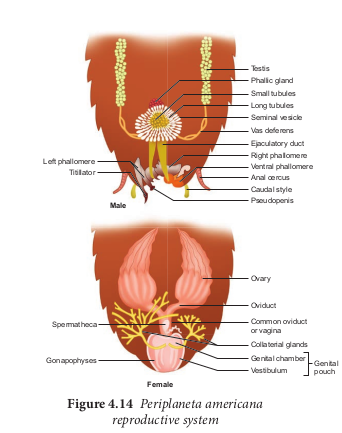 Testis
Phallic gland
Small tubules
Long tubules
Seminal vesicle
Vas deferens
Ejaculatory duct
Right phallomere
Ventral phallomere
Anal cercus
Caudal style
Pseudopenis
Left phallomere
Titillator
Male
Ovary
Oviduct
Common oviduct
or vagina
Collaterial glands
Genital chamber
Vestibulum
Genital
pouch
Spermatheca
Gonapophyses
Female
Figure 4.14 Periplaneta americana
reproductive system